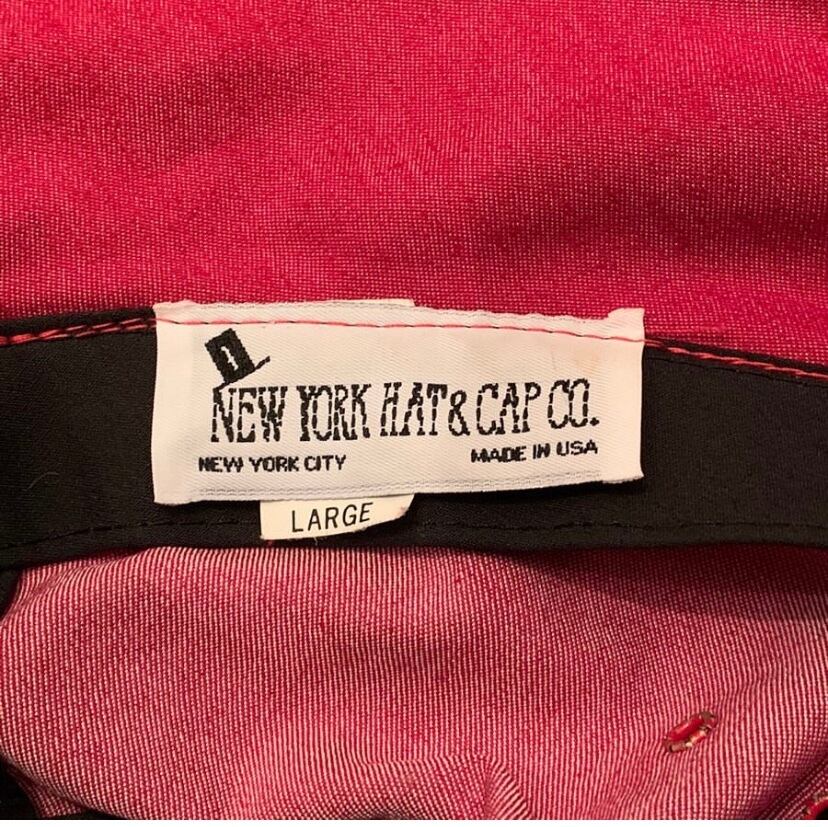 NEW YORK HAT & CAP CO.
NEW YORK CITY MADE IN USA
LARGE